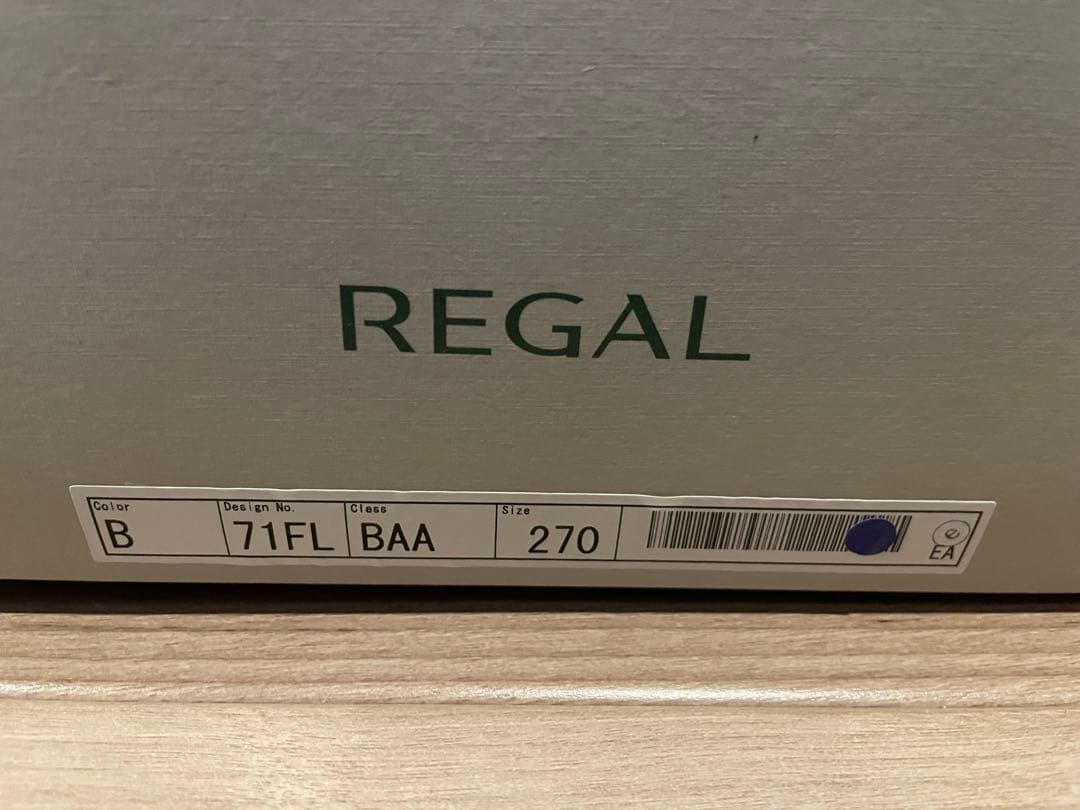 REGAL
Color Design No. Class Size
B 71FL BAA 270 e
EA